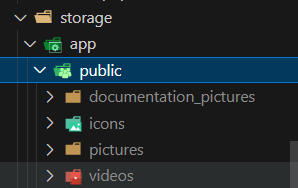 storage
app
public
documentation_pictures
icons
pictures
videos